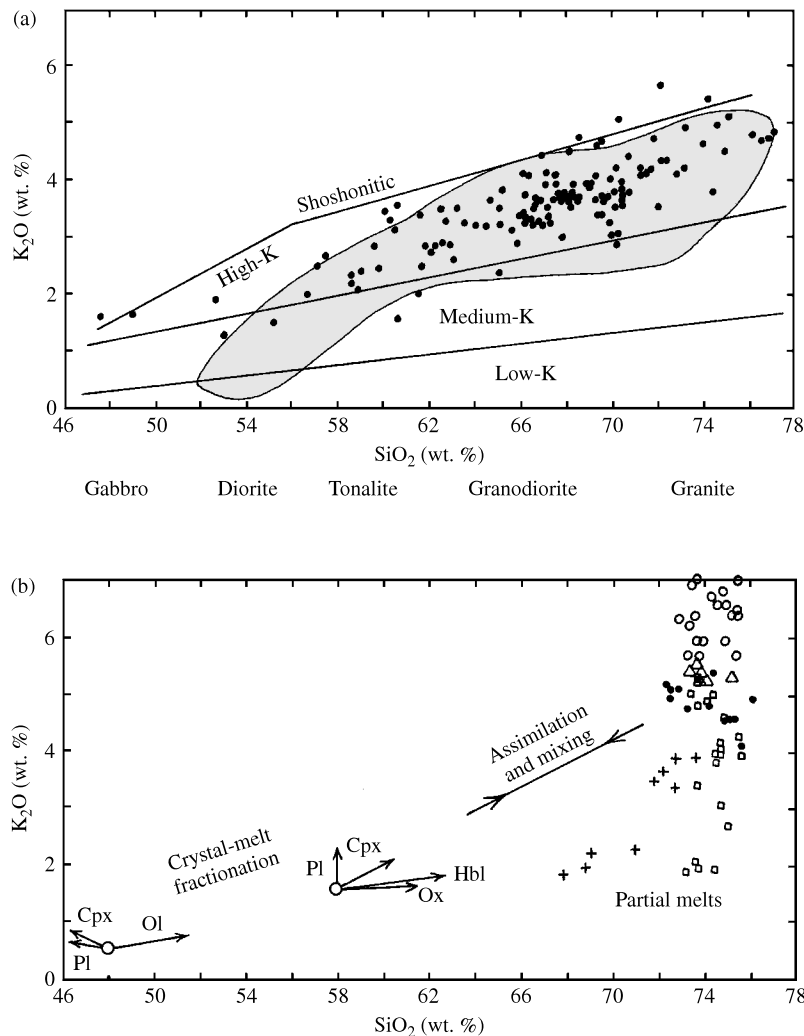 (a)
6
4
2
0
K₂O (wt. %)
Shoshonitic
High-K
Medium-K
Low-K
46 50 54 58 62 66 70 74 78
SiO₂ (wt. %)
Gabbro Diorite Tonalite Granodiorite Granite
(b)
6
4
2
0
K₂O (wt. %)
Assimilation
and mixing
Crystal-melt
fractionation
Cpx
Pl
Hbl
Ox
Cpx
Ol
Pl
Partial melts
46 50 54 58 62 66 70 74 78
SiO₂ (wt. %)